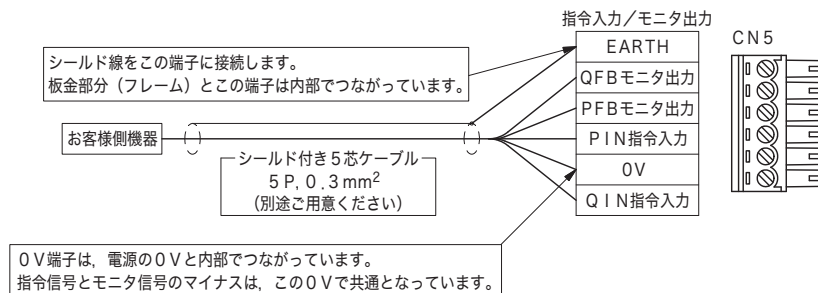 指令入力／モニタ出力
CN5
シールド線をこの端子に接続します。
板金部分（フレーム）とこの端子は内部でつながっています。
EARTH
QFBモニタ出力
PFBモニタ出力
PIN指令入力
0V
QIN指令入力
お客様側機器
シールド付き５芯ケーブル
５P, ０.３mm²
（別途ご用意ください）
０V端子は，電源の０Vと内部でつながっています。
指令信号とモニタ信号のマイナスは，この０Vで共通となっています。